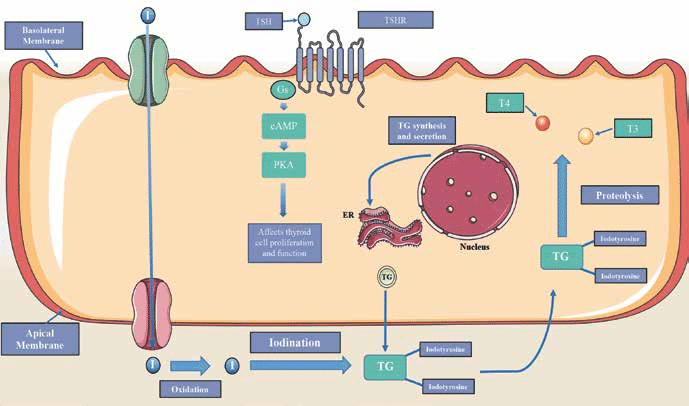 I
TSH
TSHR
Basolateral
Membrane
Gs
cAMP
PKA
Affects thyroid
cell proliferation
and function
TG synthesis
and secretion
ER
Nucleus
TG
T4
T3
Proteolysis
TG
Iodotyrosine
Iodotyrosine
Apical
Membrane
I
Oxidation
I
Iodination
TG
Iodotyrosine
Iodotyrosine